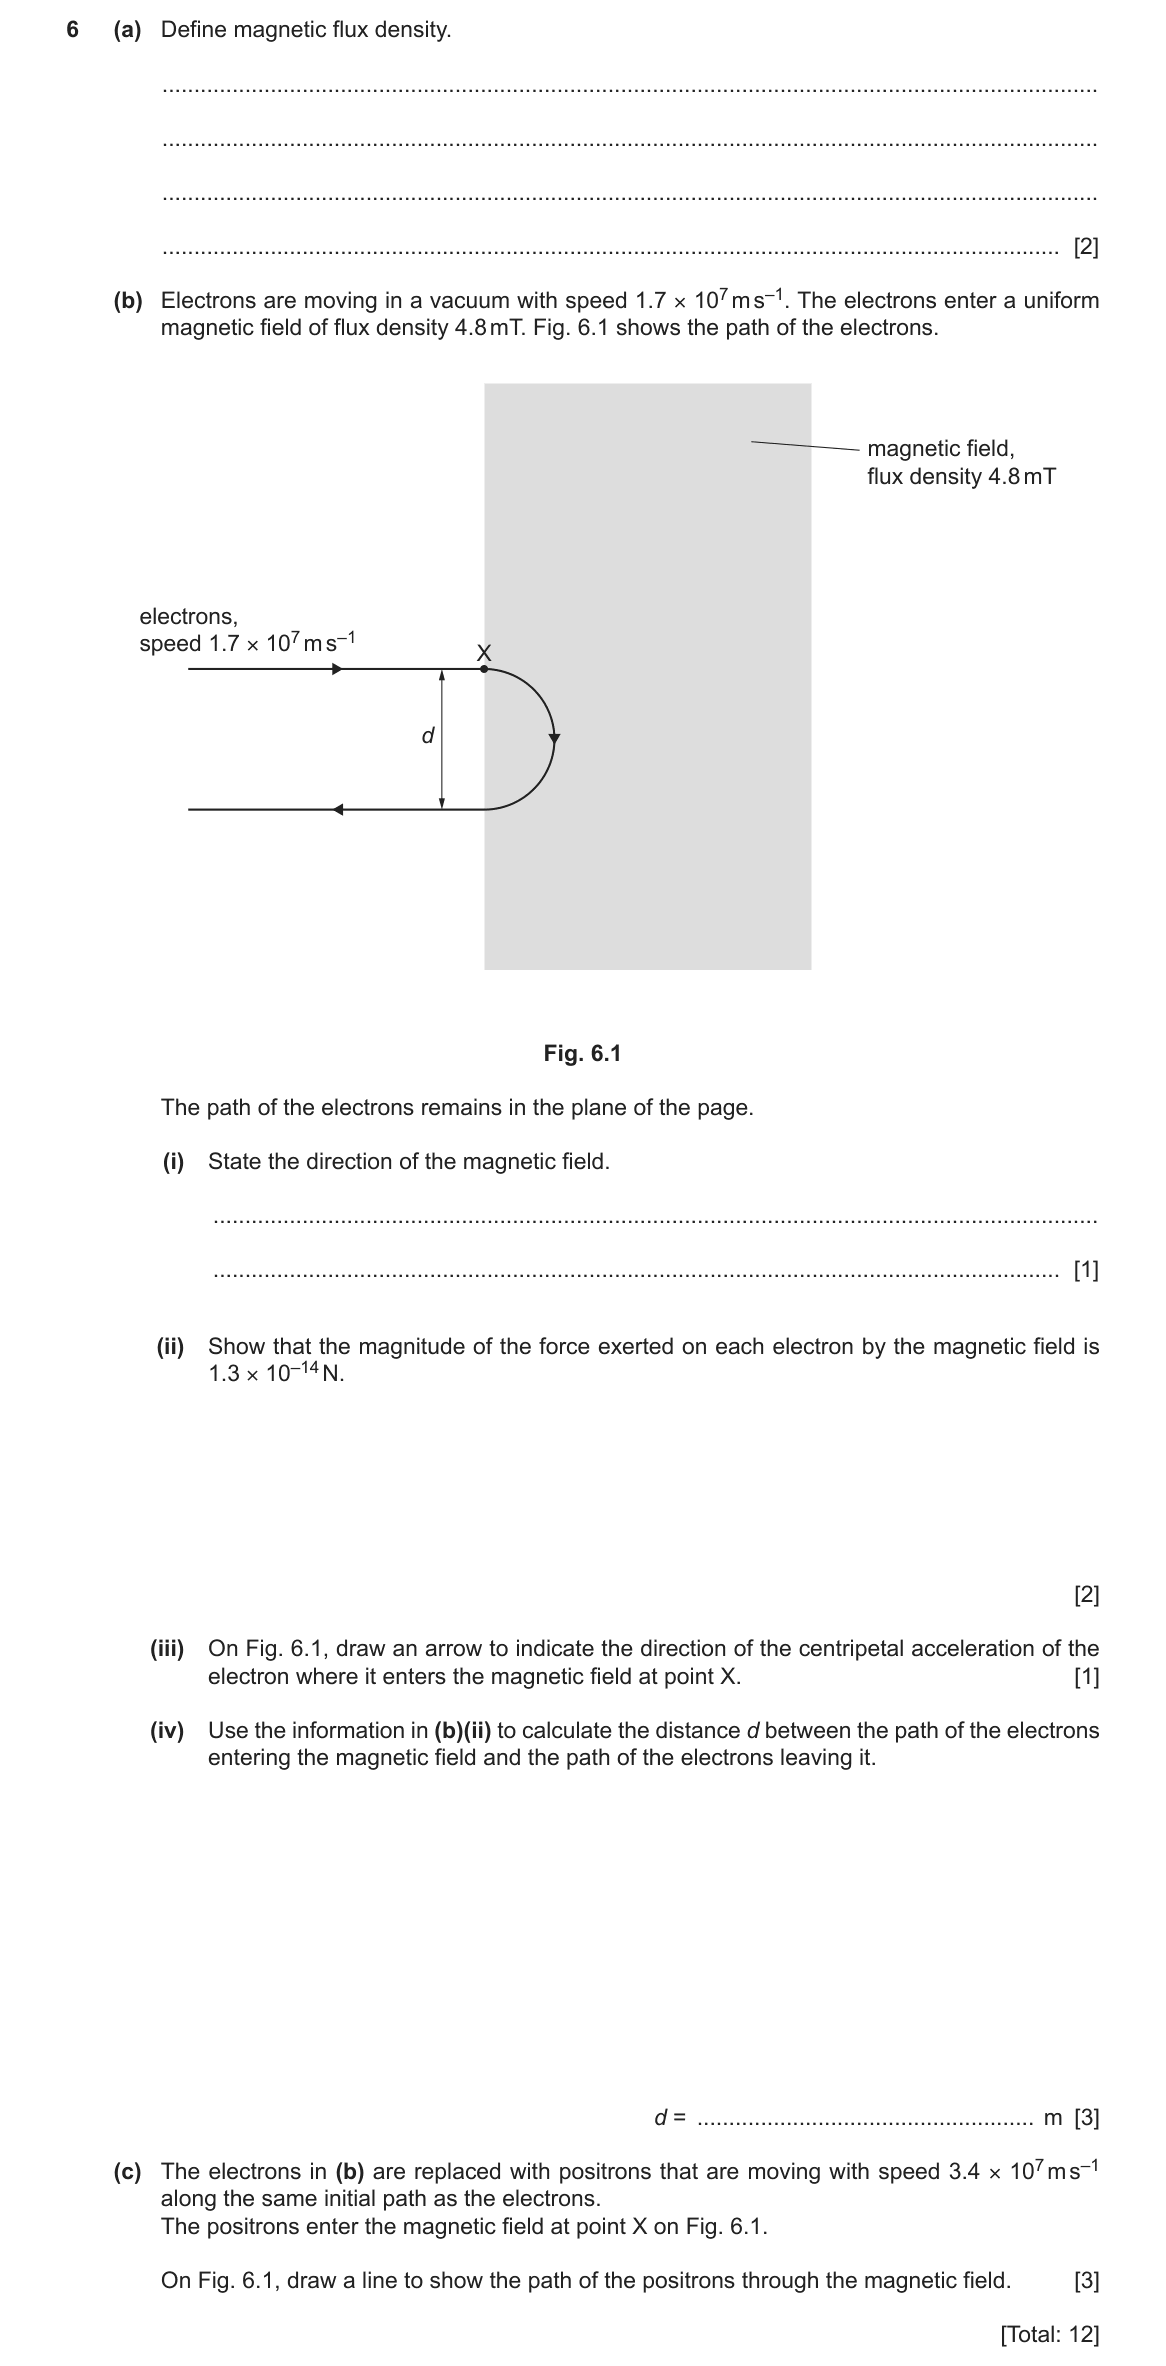 6 (a) Define magnetic flux density.
..........
..........
..........
.......... [2]
(b) Electrons are moving in a vacuum with speed 1.7 × 10⁷ m s⁻¹. The electrons enter a uniform
magnetic field of flux density 4.8 mT. Fig. 6.1 shows the path of the electrons.
magnetic field,
flux density 4.8 mT
electrons,
speed 1.7 × 10⁷ m s⁻¹
X
d
Fig. 6.1
The path of the electrons remains in the plane of the page.
(i) State the direction of the magnetic field.
..........
.......... [1]
(ii) Show that the magnitude of the force exerted on each electron by the magnetic field is
1.3 × 10⁻¹⁴ N.
[2]
(iii) On Fig. 6.1, draw an arrow to indicate the direction of the centripetal acceleration of the
electron where it enters the magnetic field at point X. [1]
(iv) Use the information in (b)(ii) to calculate the distance d between the path of the electrons
entering the magnetic field and the path of the electrons leaving it.
d = .......... m [3]
(c) The electrons in (b) are replaced with positrons that are moving with speed 3.4 × 10⁷ m s⁻¹
along the same initial path as the electrons.
The positrons enter the magnetic field at point X on Fig. 6.1.
On Fig. 6.1, draw a line to show the path of the positrons through the magnetic field. [3]
[Total: 12]